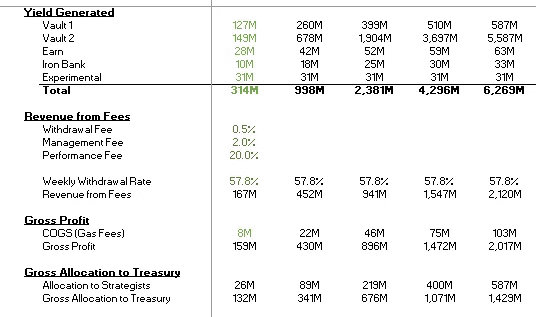 Yield Generated
Vault 1 127M 260M 399M 510M 587M
Vault 2 149M 678M 1,904M 3,697M 5,587M
Earn 28M 42M 52M 59M 63M
Iron Bank 10M 18M 25M 30M 33M
Experimental 31M 31M 31M 31M 31M
Total 314M 998M 2,381M 4,296M 6,269M
Revenue from Fees
Withdrawal Fee 0.5%
Management Fee 2.0%
Performance Fee 20.0%
Weekly Withdrawal Rate 57.8% 57.8% 57.8% 57.8% 57.8%
Revenue from Fees 167M 452M 941M 1,547M 2,120M
Gross Profit
COGS (Gas Fees) 8M 22M 46M 75M 103M
Gross Profit 159M 430M 896M 1,472M 2,017M
Gross Allocation to Treasury
Allocation to Strategists 26M 89M 219M 400M 587M
Gross Allocation to Treasury 132M 341M 676M 1,071M 1,429M